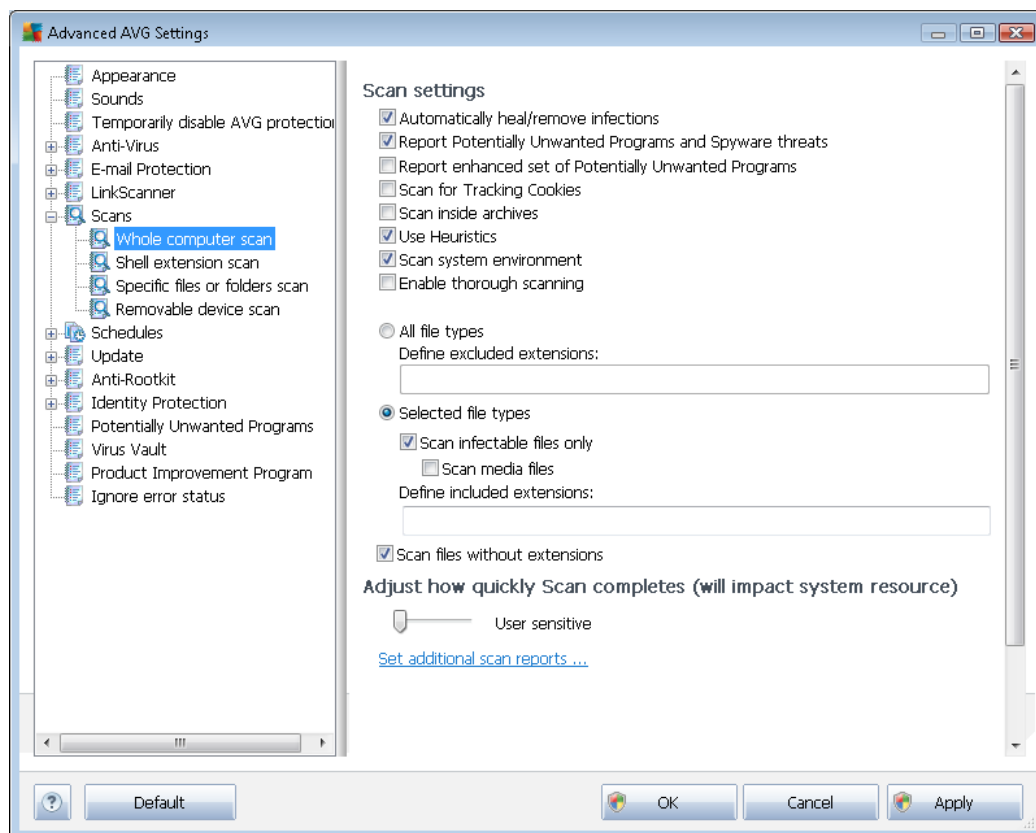 Advanced AVG Settings
Appearance
Sounds
Temporarily disable AVG protection
Anti-Virus
E-mail Protection
LinkScanner
Scans
Whole computer scan
Shell extension scan
Specific files or folders scan
Removable device scan
Schedules
Update
Anti-Rootkit
Identity Protection
Potentially Unwanted Programs
Virus Vault
Product Improvement Program
Ignore error status
Scan settings
Automatically heal/remove infections
Report Potentially Unwanted Programs and Spyware threats
Report enhanced set of Potentially Unwanted Programs
Scan for Tracking Cookies
Scan inside archives
Use Heuristics
Scan system environment
Enable thorough scanning
All file types
Define excluded extensions:
Selected file types
Scan infectable files only
Scan media files
Define included extensions:
Scan files without extensions
Adjust how quickly Scan completes (will impact system resource)
User sensitive
Set additional scan reports ...
?
Default
OK
Cancel
Apply